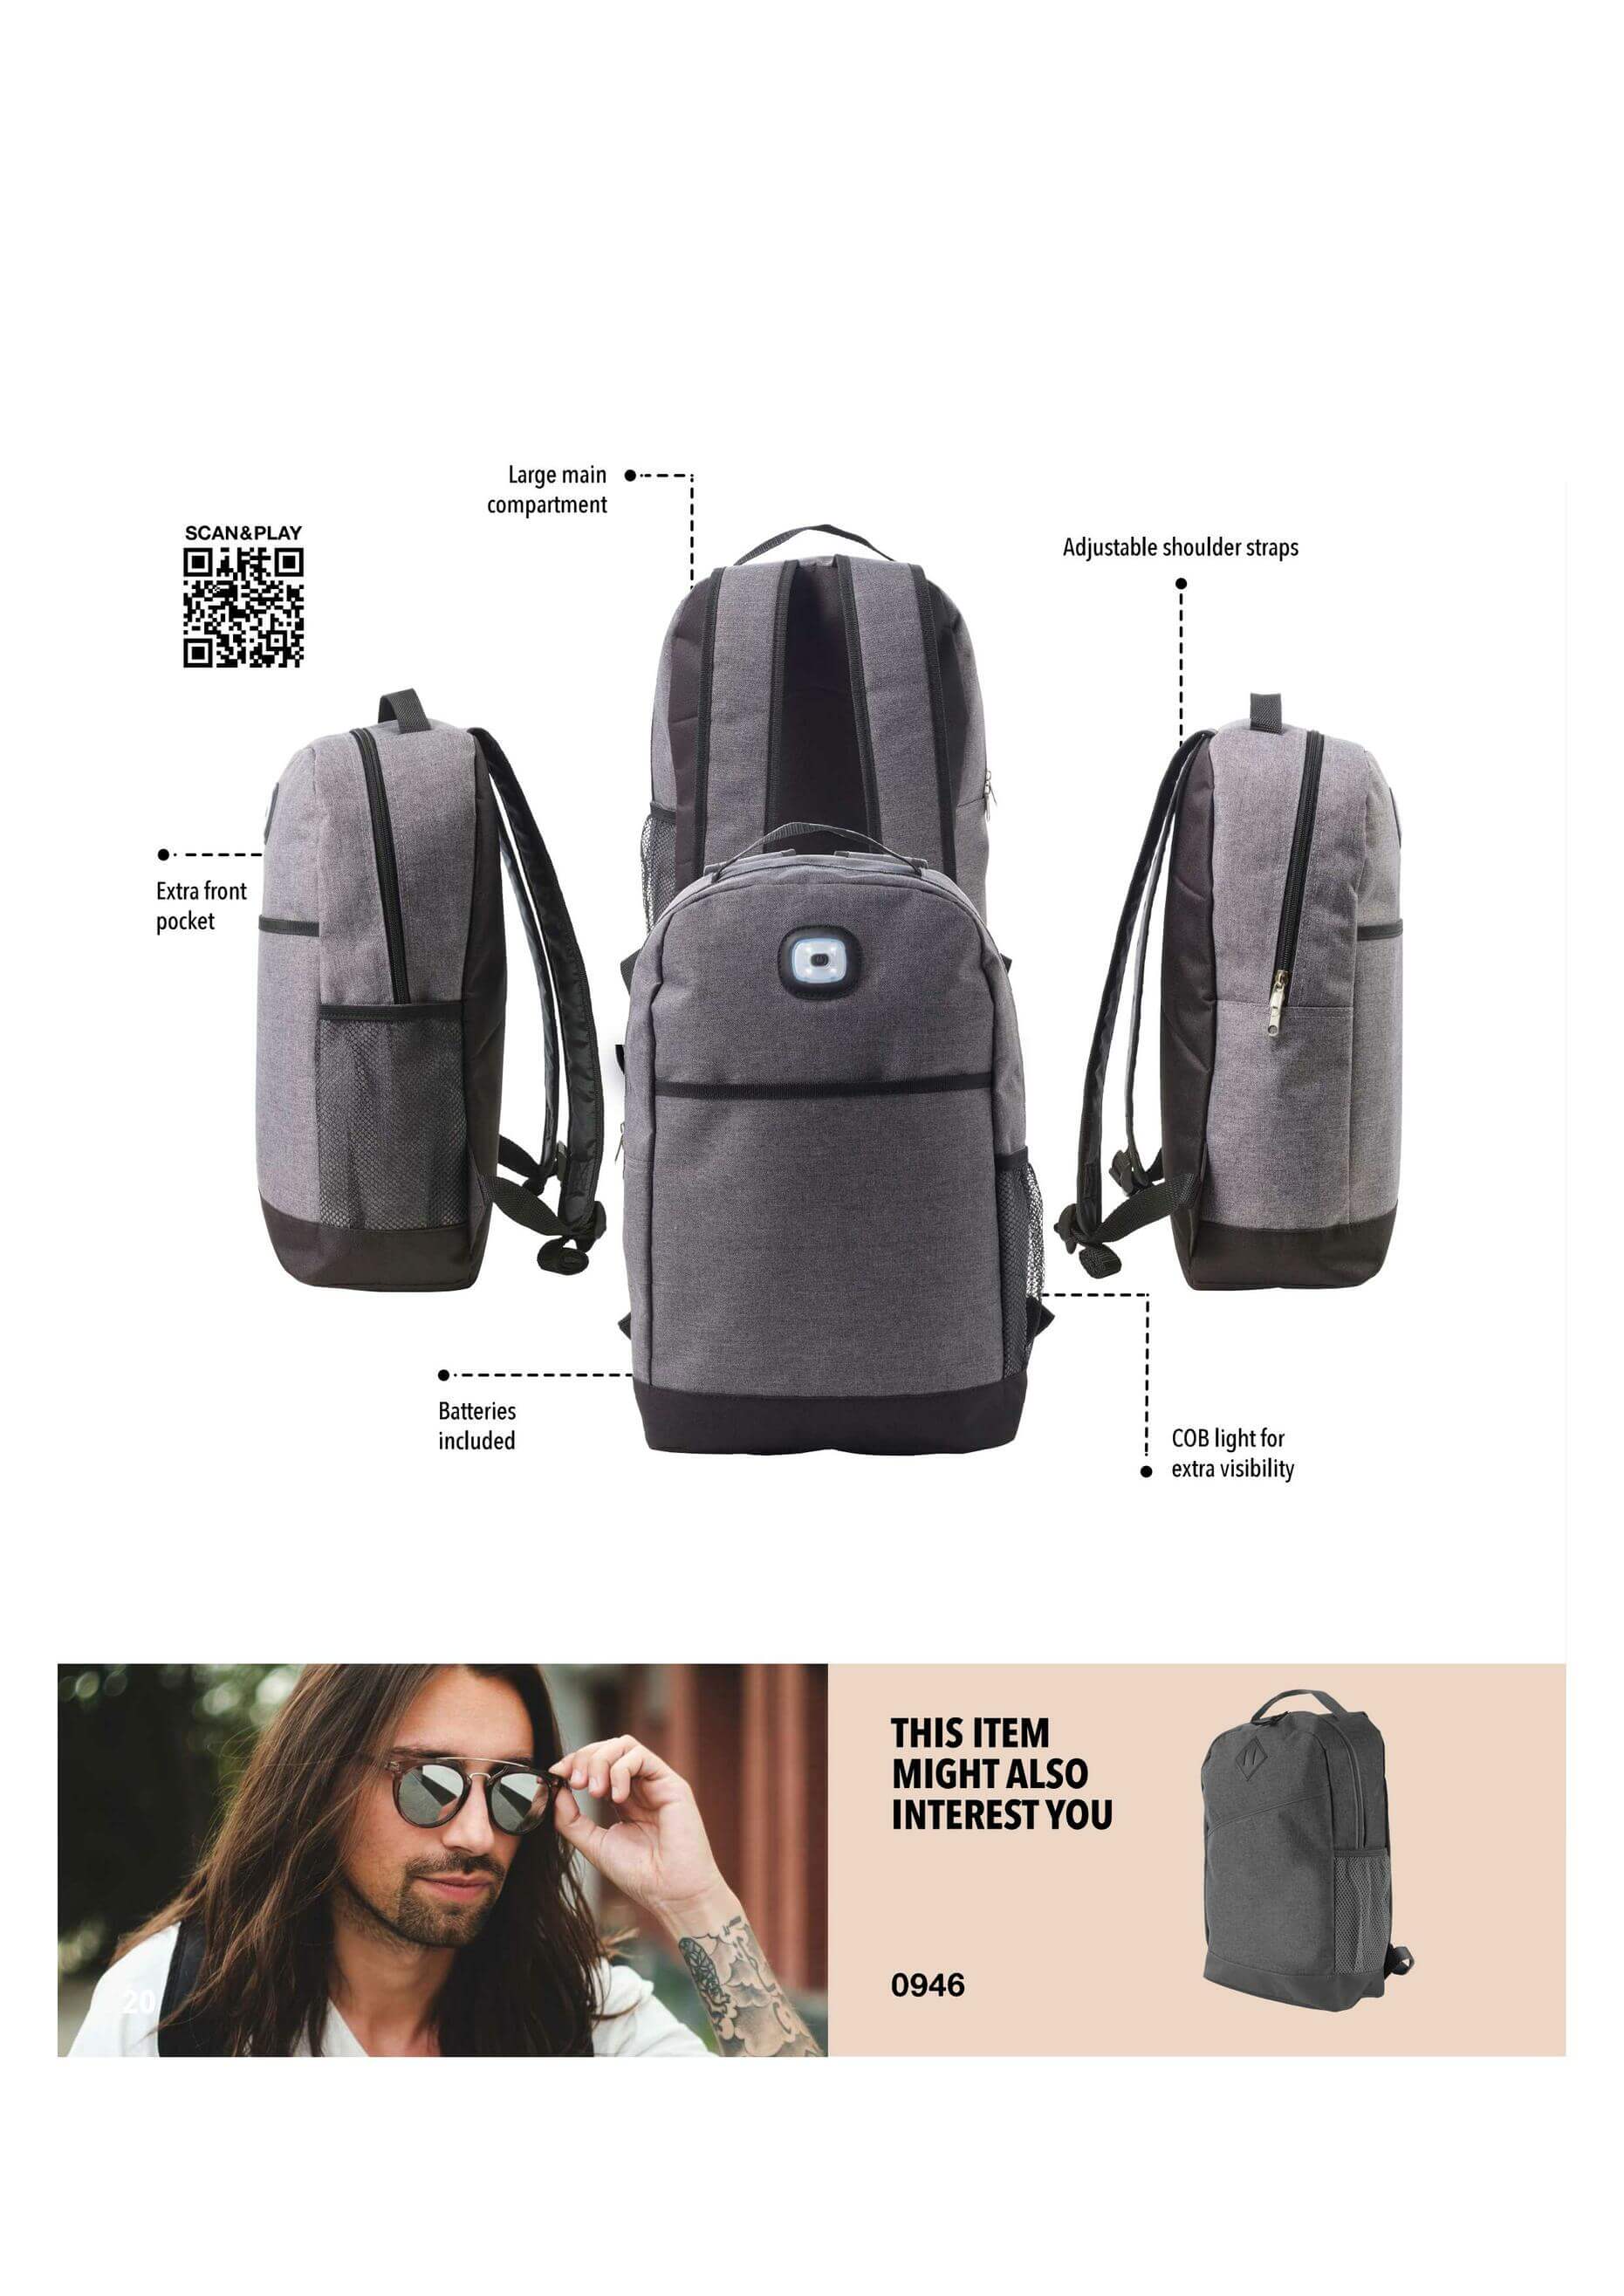 Large main
compartment
SCAN&PLAY
Adjustable shoulder straps
Extra front
pocket
Batteries
included
COB light for
extra visibility
THIS ITEM
MIGHT ALSO
INTEREST YOU
0946
20